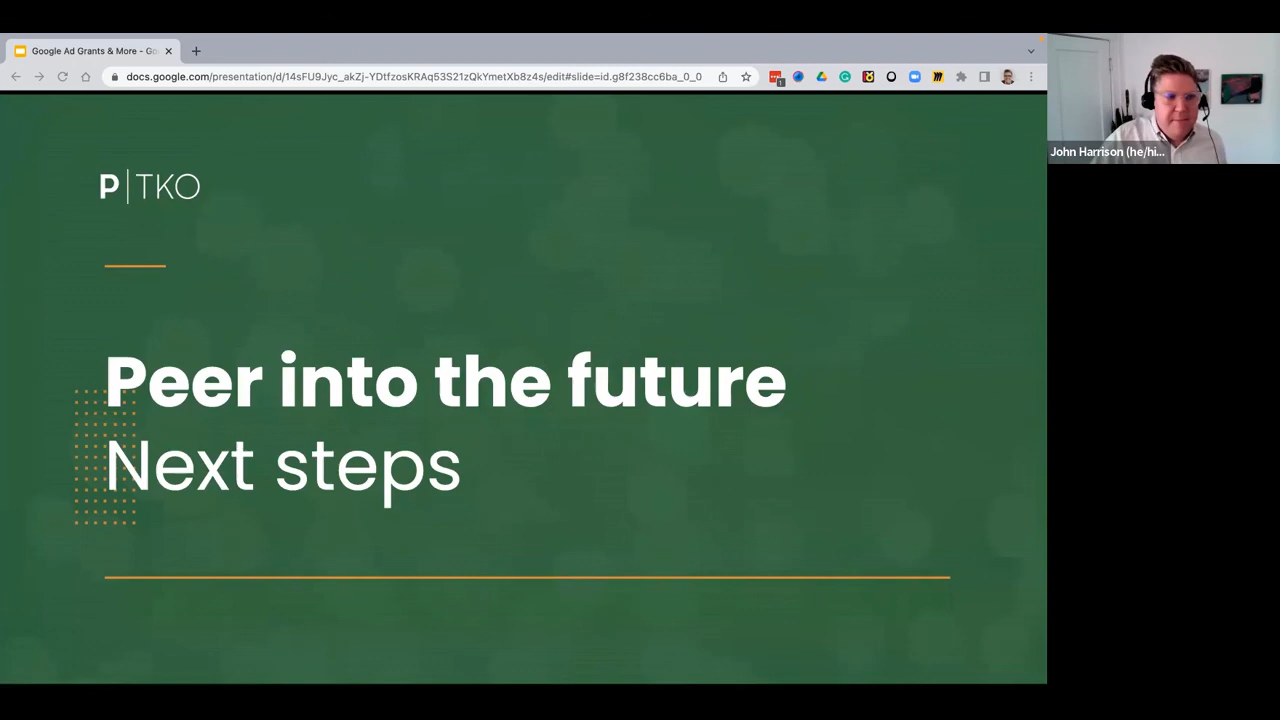 Google Ad Grants & More - Go
docs.google.com/presentation/d/14sFU9Jyc_akZj-YDtfzosKRAq53S21zQkYmetXb8z4s/edit#slide=id.g8f238cc6ba_0_0
John Harrison (he/hi...
P|TKO
Peer into the future
Next steps